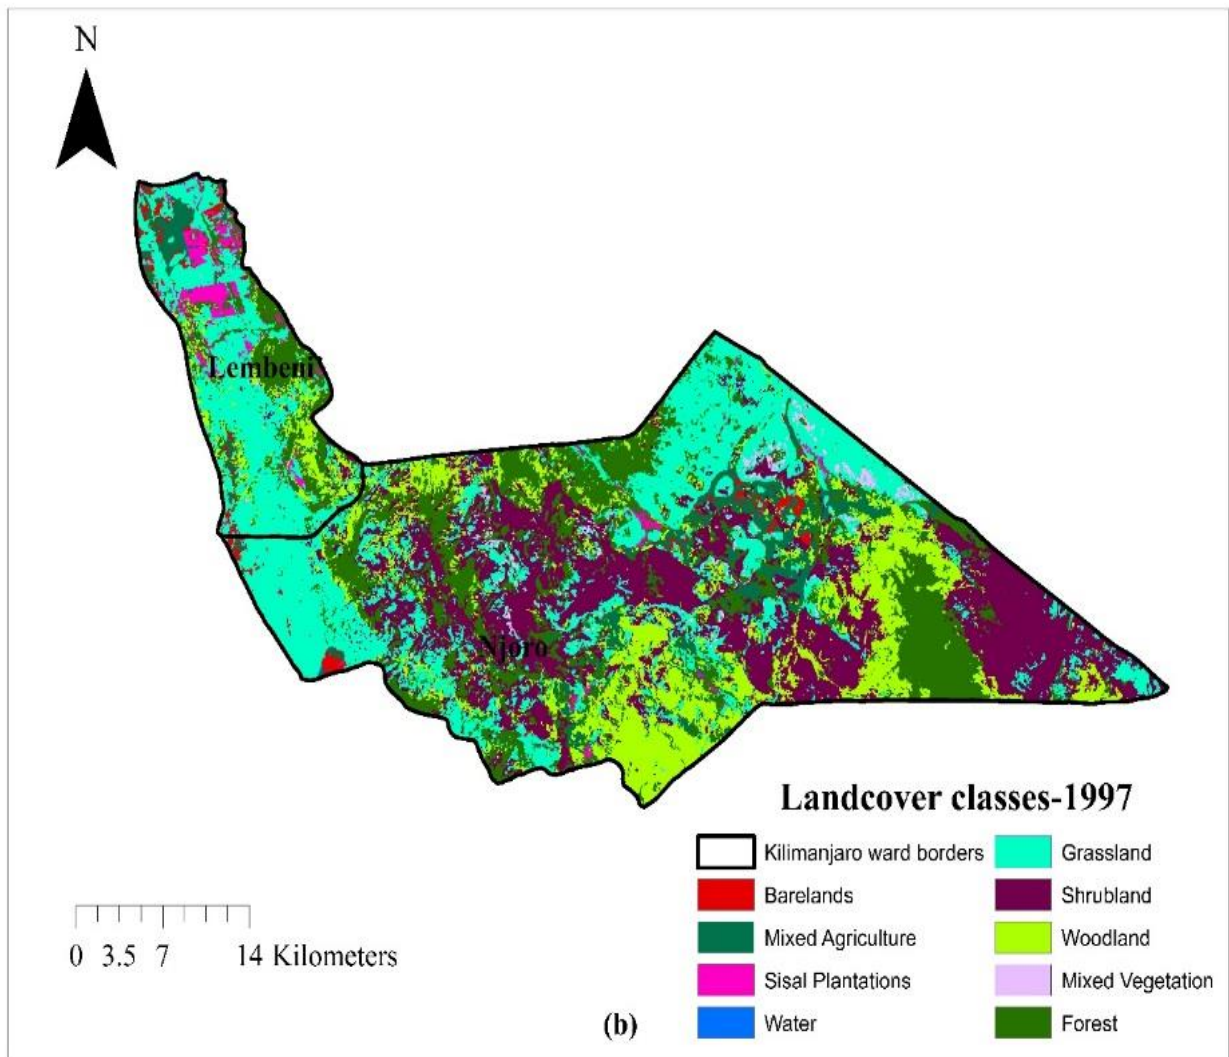 N
Lembeni
Njoro
Landcover classes-1997
Kilimanjaro ward borders
Barelands
Mixed Agriculture
Sisal Plantations
Water
Grassland
Shrubland
Woodland
Mixed Vegetation
Forest
0 3.5 7 14 Kilometers
(b)